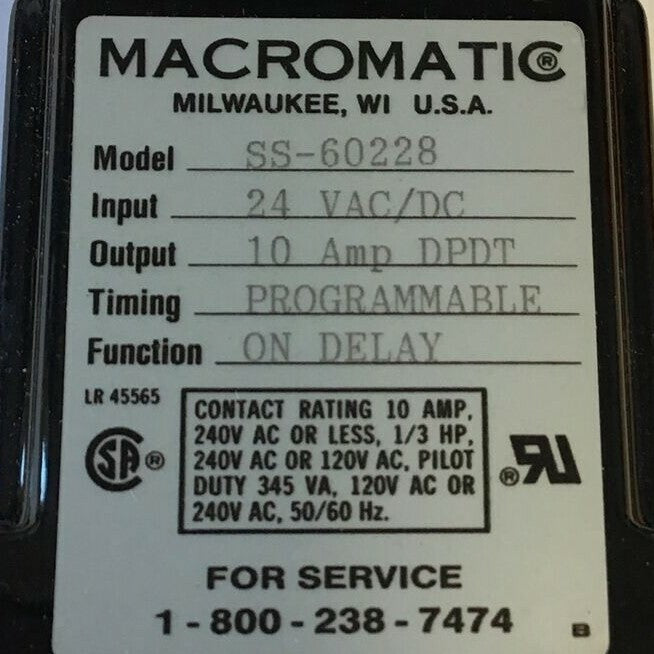 MACROMATIC®
MILWAUKEE, WI U.S.A.
Model SS-60228
Input 24 VAC/DC
Output 10 Amp DPDT
Timing PROGRAMMABLE
Function ON DELAY
LR 45565
CONTACT RATING 10 AMP,
240V AC OR LESS, 1/3 HP,
240V AC OR 120V AC, PILOT
DUTY 345 VA, 120V AC OR
240V AC, 50/60 Hz.
SA ®
® RU
FOR SERVICE
1-800-238-7474
B